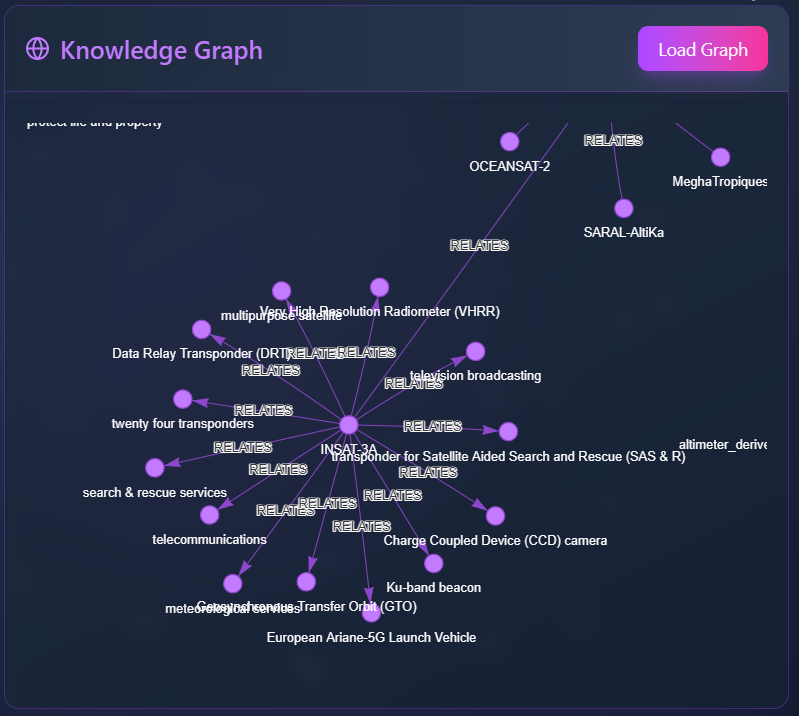 Knowledge Graph
Load Graph
protect life and property
RELATES
OCEANSAT-2
MeghaTropiques
SARAL-AltiKa
RELATES
Very High Resolution Radiometer (VHRR)
multipurpose satellite
Data Relay Transponder (DRT)
RELATES
RELATES
RELATES
television broadcasting
RELATES
RELATES
twenty four transponders
RELATES
altimeter_derive
RELATES
INSAT-3A
transponder for Satellite Aided Search and Rescue (SAS & R)
RELATES
RELATES
search & rescue services
RELATES
RELATES
RELATES
RELATES
telecommunications
Charge Coupled Device (CCD) camera
Ku-band beacon
Geosynchronous Transfer Orbit (GTO)
meteorological services
European Ariane-5G Launch Vehicle